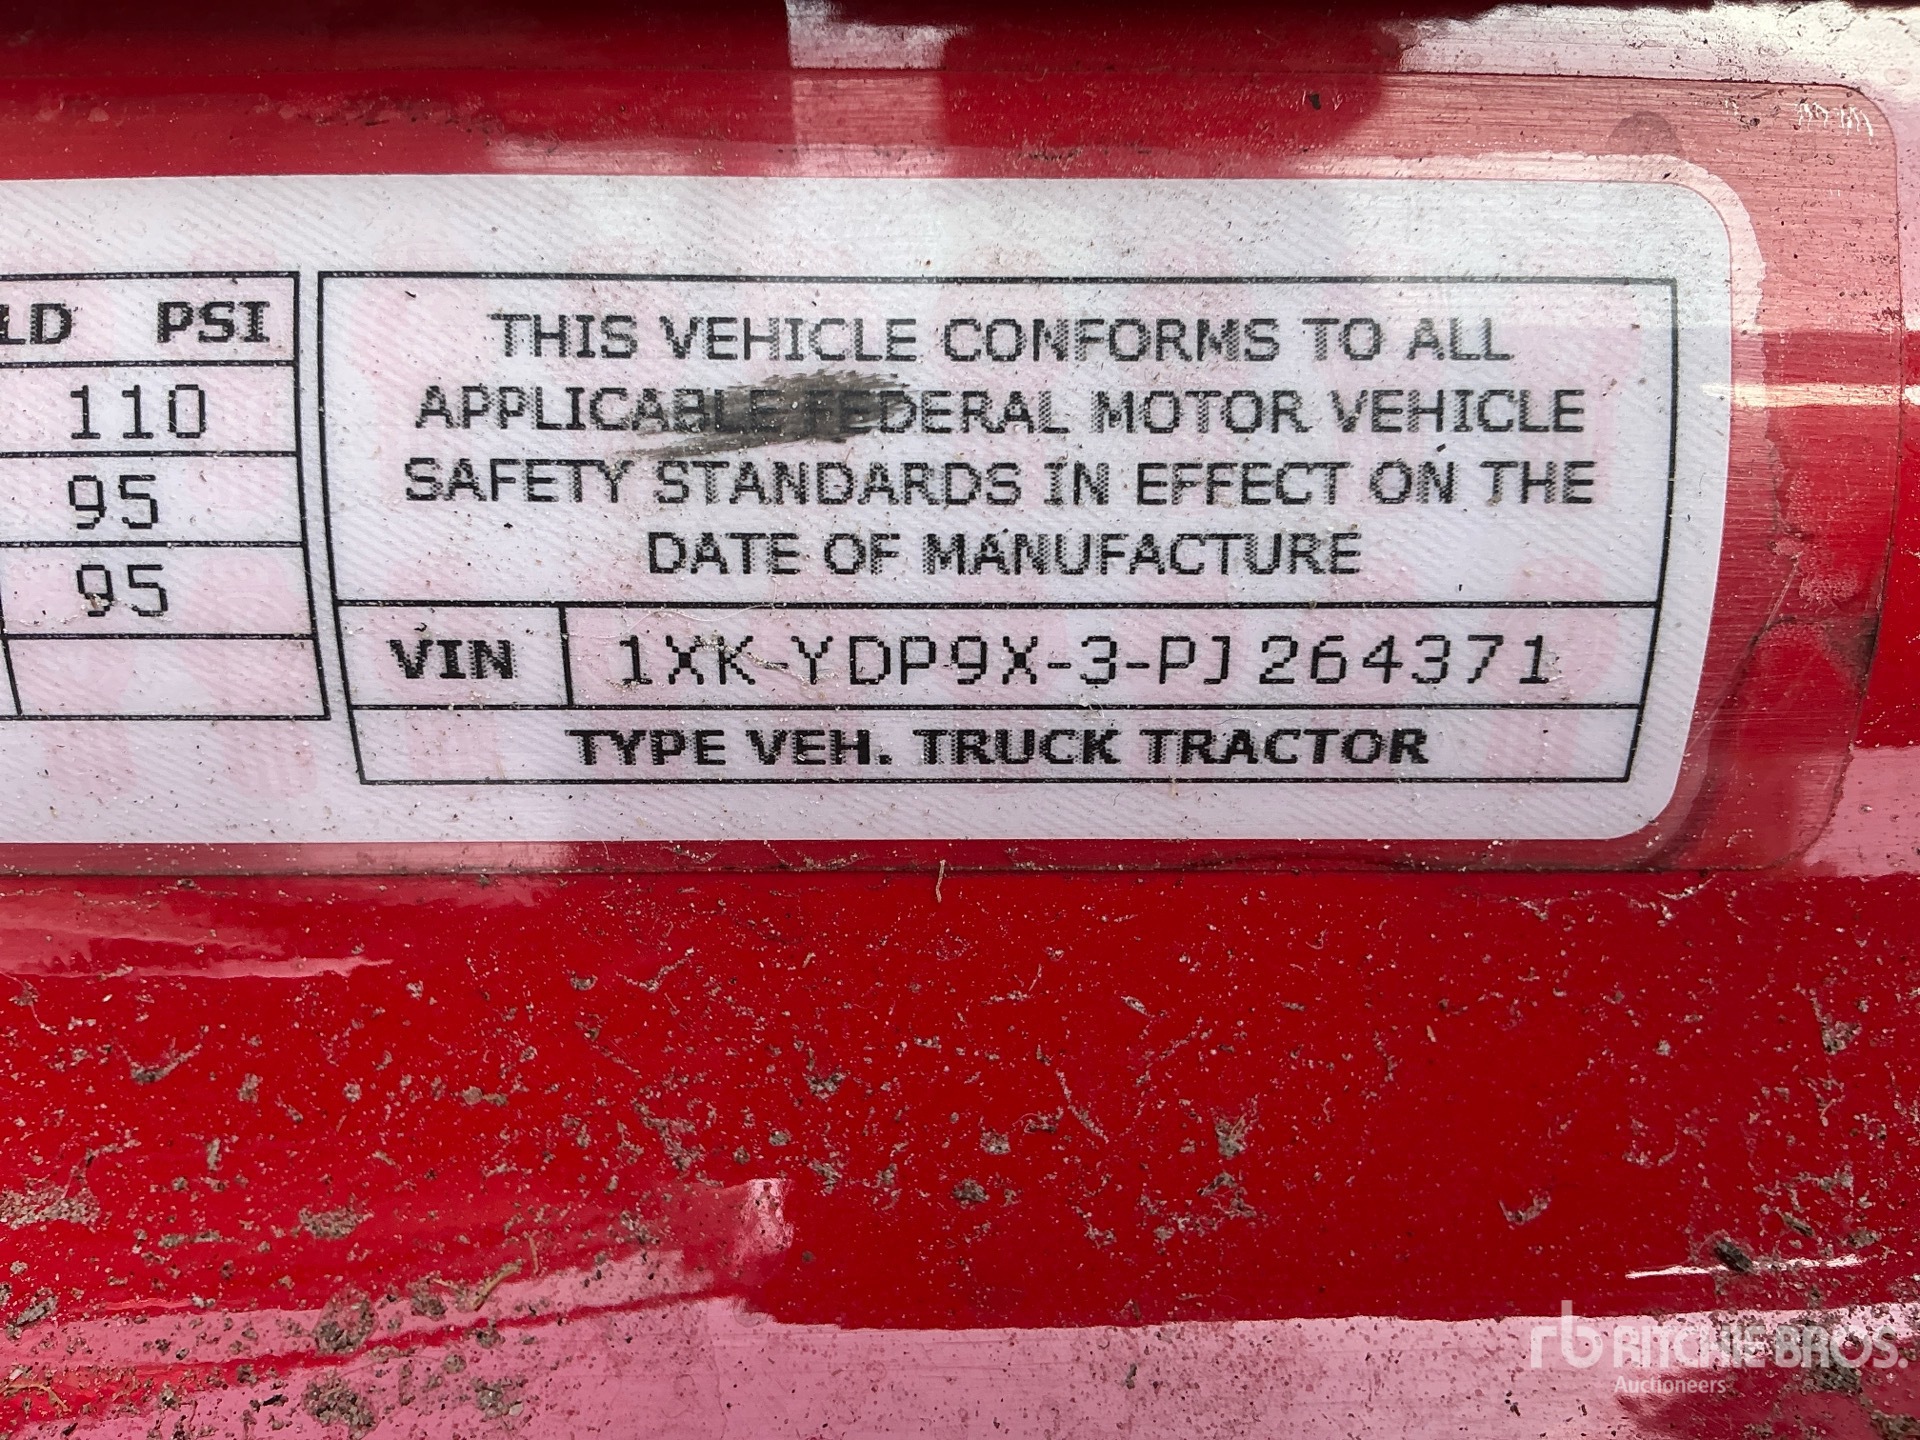 LD PSI
110
95
95
THIS VEHICLE CONFORMS TO ALL
APPLICABLE FEDERAL MOTOR VEHICLE
SAFETY STANDARDS IN EFFECT ON THE
DATE OF MANUFACTURE
VIN 1XK-YDP9X-3-PJ264371
TYPE VEH. TRUCK TRACTOR
rb RITCHIE BROS.
Auctioneers